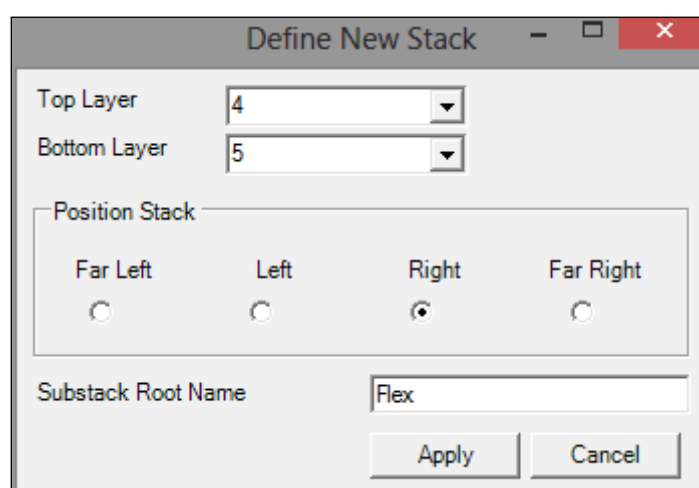 Define New Stack
Top Layer 4
Bottom Layer 5
Position Stack
Far Left Left Right Far Right
Substack Root Name Flex
Apply Cancel